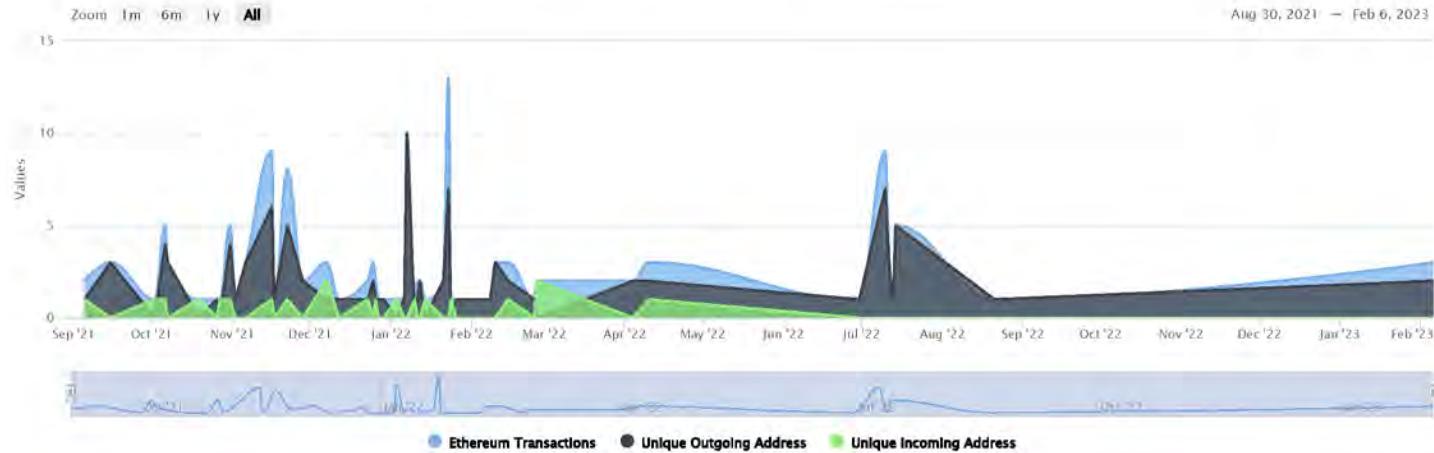 Zoom 1m 6m 1y All
Aug 30, 2021 — Feb 6, 2023
15
10
5
0
Values
Sep '21 Oct '21 Nov '21 Dec '21 Jan '22 Feb '22 Mar '22 Apr '22 May '22 Jun '22 Jul '22 Aug '22 Sep '22 Oct '22 Nov '22 Dec '22 Jan '23 Feb '23
Ethereum Transactions Unique Outgoing Address Unique Incoming Address